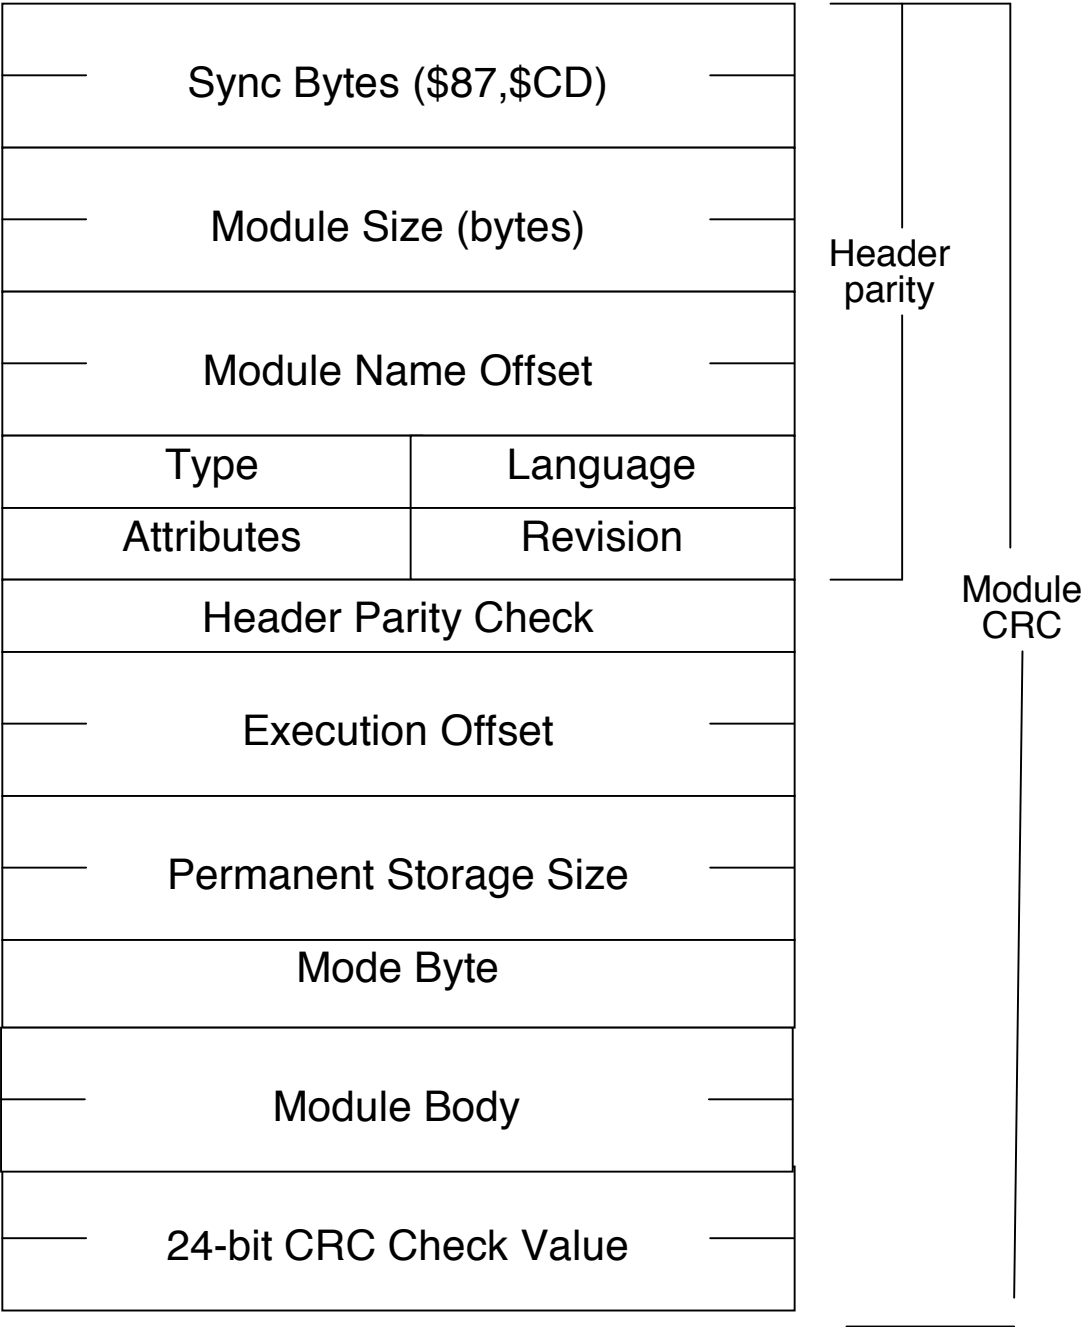 Sync Bytes ($87,$CD)
Module Size (bytes)
Header
parity
Module Name Offset
Type Language
Attributes Revision
Header Parity Check
Module
CRC
Execution Offset
Permanent Storage Size
Mode Byte
Module Body
24-bit CRC Check Value